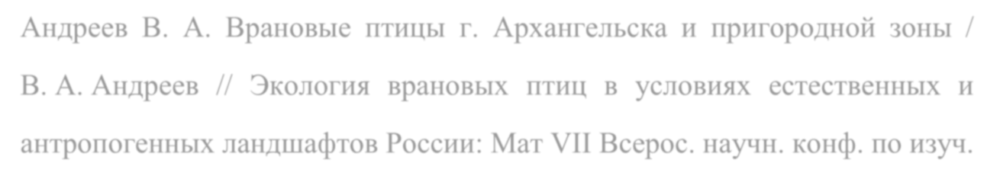 Андреев В. А. Врановые птицы г. Архангельска и пригородной зоны /
В. А. Андреев // Экология врановых птиц в условиях естественных и
антропогенных ландшафтов России: Мат VII Всерос. научн. конф. по изуч.